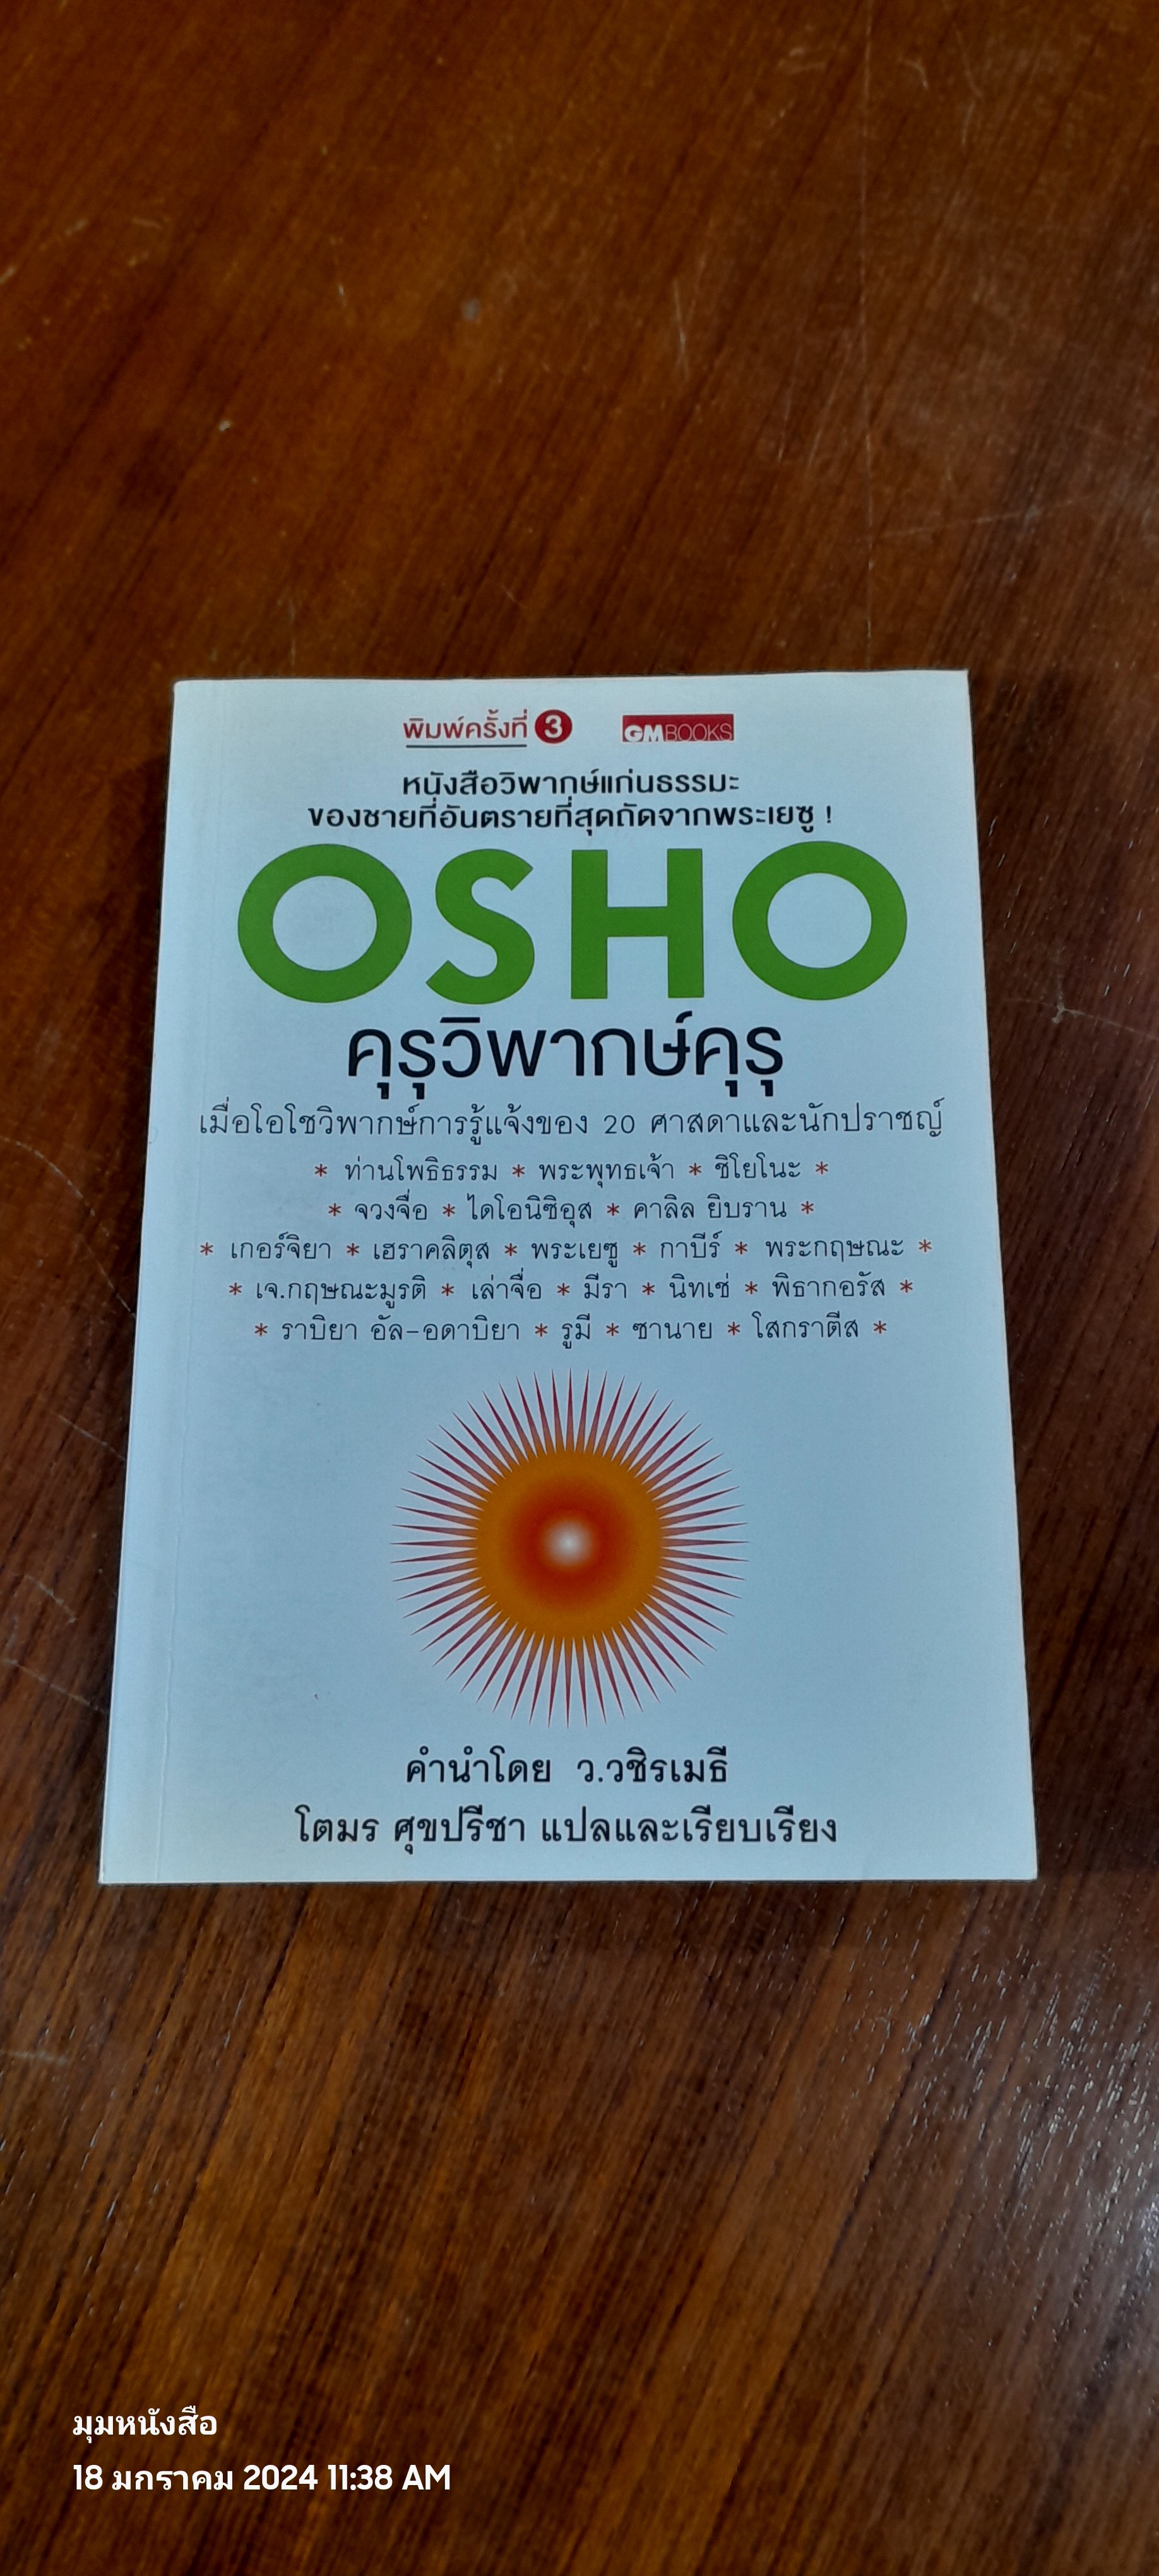 พิมพ์ครั้งที่ 3 GMBOOKS
หนังสือวิพากษ์แก่นธรรมะ
ของชายที่อันตรายที่สุดถัดจากพระเยซู !
OSHO
คุรุวิพากษ์คุรุ
เมื่อโอโชวิพากษ์การรู้แจ้งของ 20 ศาสดาและนักปราชญ์
* ท่านโพธิธรรม * พระพุทธเจ้า * ชิโยโนะ *
* จวงจื่อ * ไดโอนิซิอุส * คาลิล ยิบราน *
* เกอร์จิยา * เฮราคลิตุส * พระเยซู * กาบีร์ * พระกฤษณะ *
* เจ.กฤษณะมูรติ * เล่าจื่อ * มีรา * นิทเช่ * พิธากอรัส *
* ราบิยา อัล-อดาบิยา * รูมี * ซานาย * โสกราตีส *
คำนำโดย ว.วชิรเมธี
โตมร ศุขปรีชา แปลและเรียบเรียง
มุมหนังสือ
18 มกราคม 2024 11:38 AM